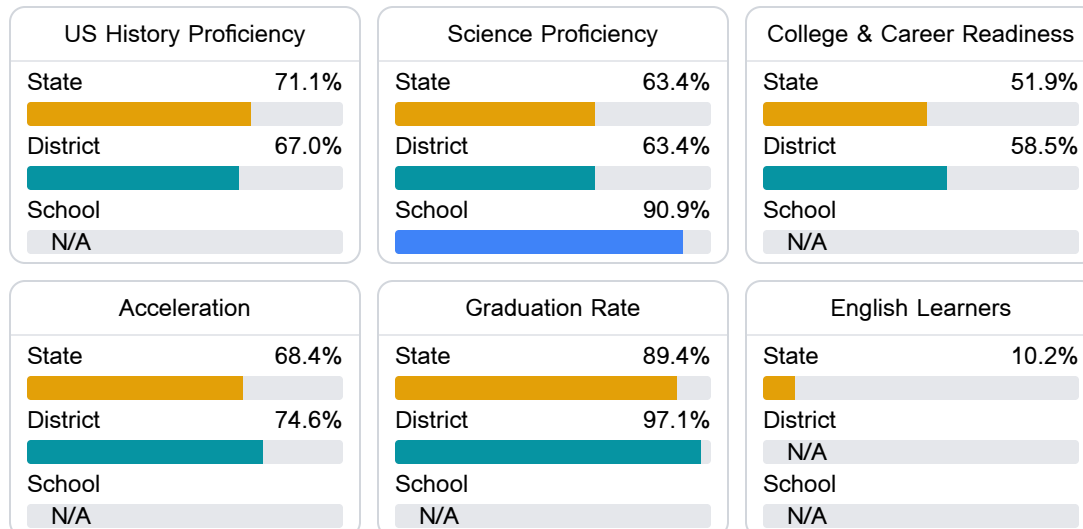 US History Proficiency
State 71.1%
District 67.0%
School
N/A
Science Proficiency
State 63.4%
District 63.4%
School 90.9%
College & Career Readiness
State 51.9%
District 58.5%
School
N/A
Acceleration
State 68.4%
District 74.6%
School
N/A
Graduation Rate
State 89.4%
District 97.1%
School
N/A
English Learners
State 10.2%
District
N/A
School
N/A